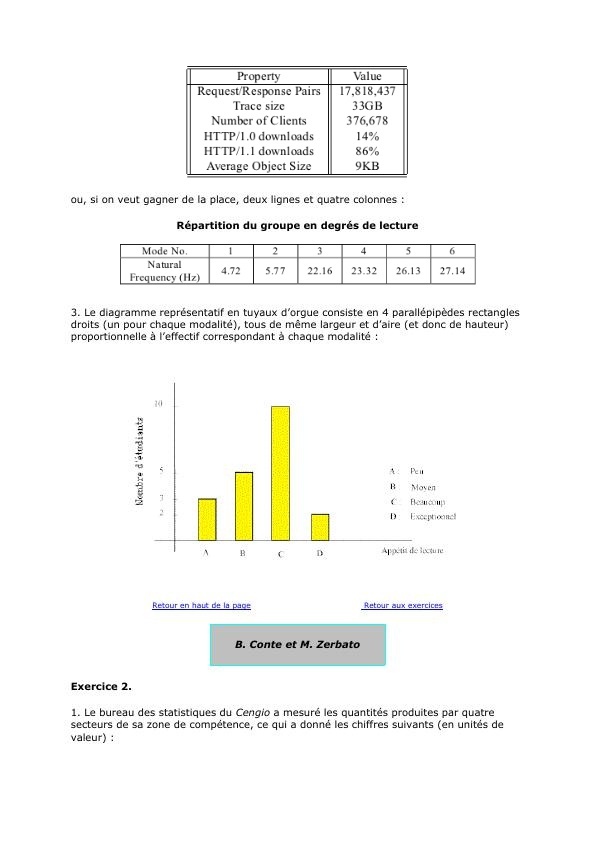 Property Value
Request/Response Pairs 17,818,437
Trace size 33GB
Number of Clients 376,678
HTTP/1.0 downloads 14%
HTTP/1.1 downloads 86%
Average Object Size 9KB
ou, si on veut gagner de la place, deux lignes et quatre colonnes :
Répartition du groupe en degrés de lecture
Mode No. 1 2 3 4 5 6
Natural
Frequency (Hz) 4.72 5.77 22.16 23.32 26.13 27.14
3. Le diagramme représentatif en tuyaux d’orgue consiste en 4 parallépipèdes rectangles
droits (un pour chaque modalité), tous de même largeur et d’aire (et donc de hauteur)
proportionnelle à l’effectif correspondant à chaque modalité :
Nombre d'étudiants
10
5
3
2
A B C D
A : Peu
B Moyen
C : Beaucoup
D Exceptionnel
Appétit de lecture
Retour en haut de la page Retour aux exercices
B. Conte et M. Zerbato
Exercice 2.
1. Le bureau des statistiques du Cengio a mesuré les quantités produites par quatre
secteurs de sa zone de compétence, ce qui a donné les chiffres suivants (en unités de
valeur) :